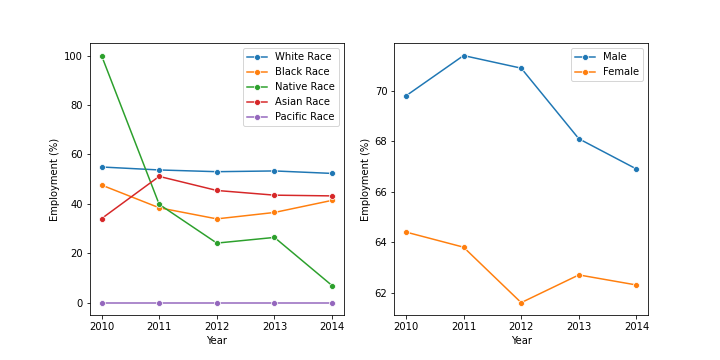 100
80
60
40
20
0
Employment (%)
2010
2011
2012
2013
2014
Year
White Race
Black Race
Native Race
Asian Race
Pacific Race
70
68
66
64
62
Employment (%)
2010
2011
2012
2013
2014
Year
Male
Female